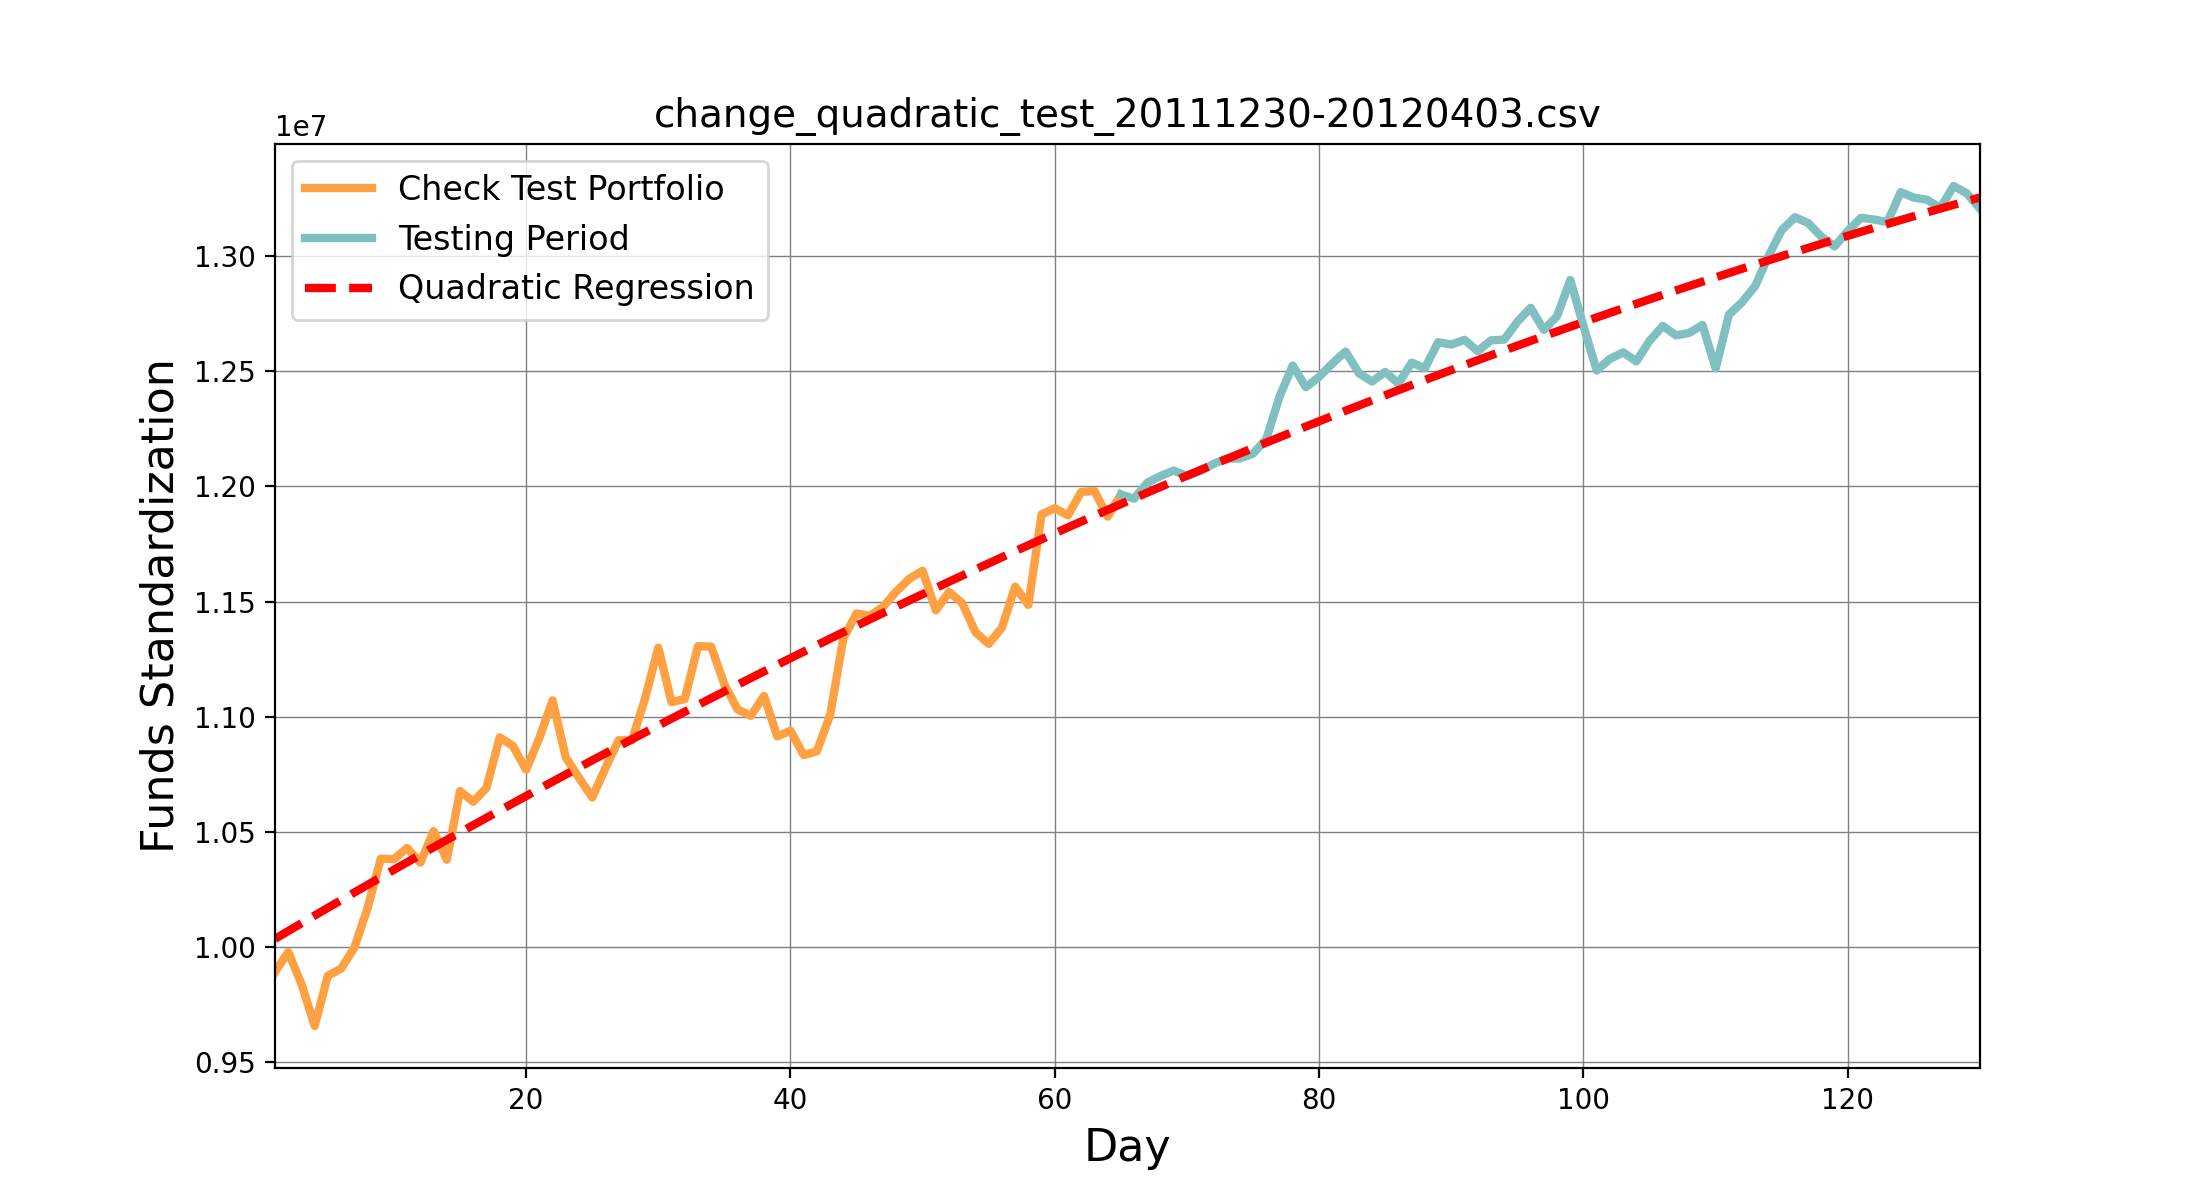 change_quadratic_test_20111230-20120403.csv
1e7
Check Test Portfolio
Testing Period
Quadratic Regression
1.30
1.25
1.20
1.15
1.10
1.05
1.00
0.95
Funds Standardization
20 40 60 80 100 120
Day